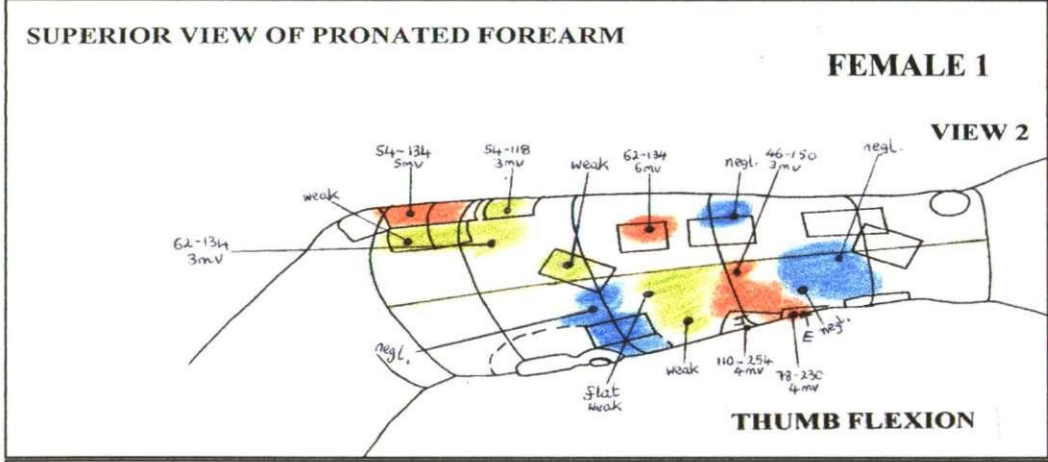 SUPERIOR VIEW OF PRONATED FOREARM
FEMALE 1
VIEW 2
54-134
5mv
54-118
3mv
weak
62-134
6mv
negl.
46-150
3mv
negl.
weak
62-134
3mv
negl.
flat
weak
weak
110-254
4mv
78-230
4mv
E
negl.
THUMB FLEXION